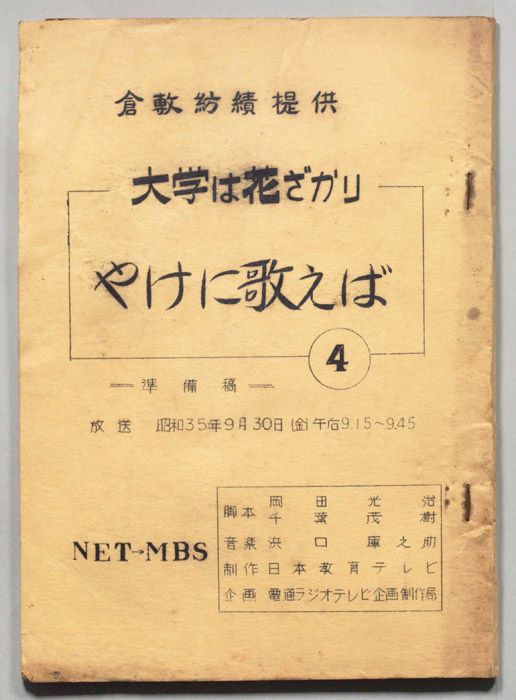 倉敷紡績提供
大学は花ざかり
やけに歌えば
4
準備稿
放送 昭和35年9月30日(金)午后9.15〜9.45
脚本 岡田光治
千葉茂樹
音楽 浜口庫之助
制作 日本教育テレビ
企画 電通ラジオテレビ企画制作局
NET→MBS